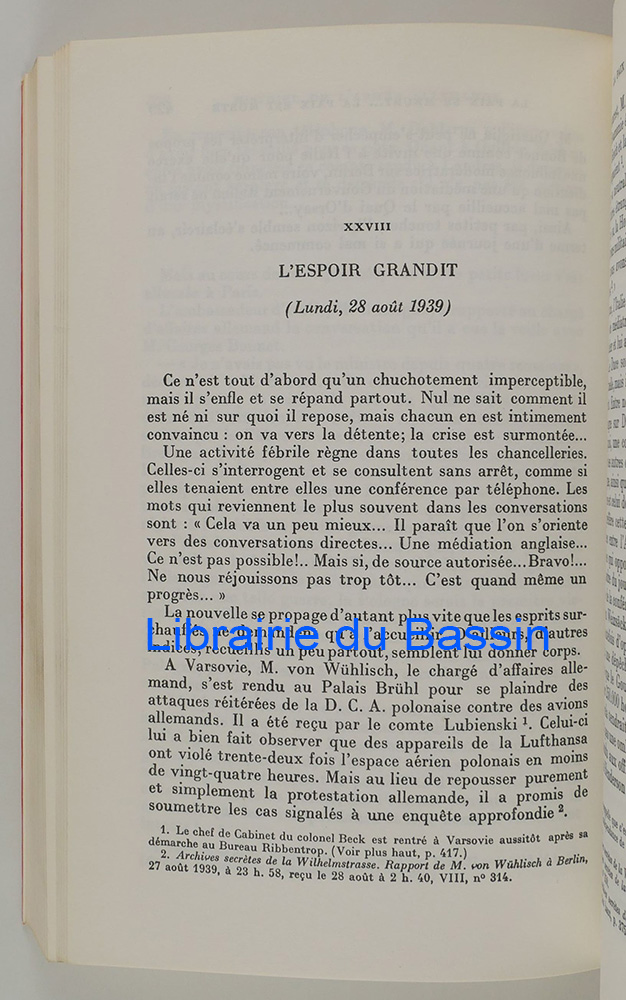 XXVIII
L'ESPOIR GRANDIT
(Lundi, 28 août 1939)
Ce n'est tout d'abord qu'un chuchotement imperceptible,
mais il s'enfle et se répand partout. Nul ne sait comment il
est né ni sur quoi il repose, mais chacun en est intimement
convaincu : on va vers la détente; la crise est surmontée...
Une activité fébrile règne dans toutes les chancelleries.
Celles-ci s'interrogent et se consultent sans arrêt, comme si
elles tenaient entre elles une conférence par téléphone. Les
mots qui reviennent le plus souvent dans les conversations
sont : « Cela va un peu mieux... Il paraît que l'on s'oriente
vers des conversations directes... Une médiation anglaise...
Ce n'est pas possible!.. Mais si, de source autorisée...Bravo!...
Ne nous réjouissons pas trop tôt... C'est quand même un
progrès... »
La nouvelle se propage d'autant plus vite que les esprits sur-
chauffés ne demandent qu'à l'accueillir. D'ailleurs, d'autres
indices, recueillis un peu partout, semblent lui donner corps.
Librairie du Bassin
A Varsovie, M. von Wühlisch, le chargé d'affaires alle-
mand, s'est rendu au Palais Brühl pour se plaindre des
attaques réitérées de la D. C. A. polonaise contre des avions
allemands. Il a été reçu par le comte Lubienski 1. Celui-ci
lui a bien fait observer que des appareils de la Lufthansa
ont violé trente-deux fois l'espace aérien polonais en moins
de vingt-quatre heures. Mais au lieu de repousser purement
et simplement la protestation allemande, il a promis de
soumettre les cas signalés à une enquête approfondie 2.
1. Le chef de Cabinet du colonel Beck est rentré à Varsovie aussitôt après sa
démarche au Bureau Ribbentrop. (Voir plus haut, p. 417.)
2. Archives secrètes de la Wilhelmstrasse. Rapport de M. von Wühlisch à Berlin,
27 août 1939, à 23 h. 58, reçu le 28 août à 2 h. 40, VIII, n° 314.